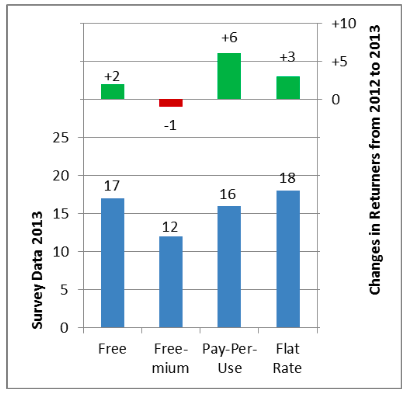 +10
+6
+5
+3
+2
0
-1
Changes in Returners from 2012 to 2013
25
20
18
17
16
15
12
10
5
0
Survey Data 2013
Free
Free-
mium
Pay-Per-
Use
Flat
Rate